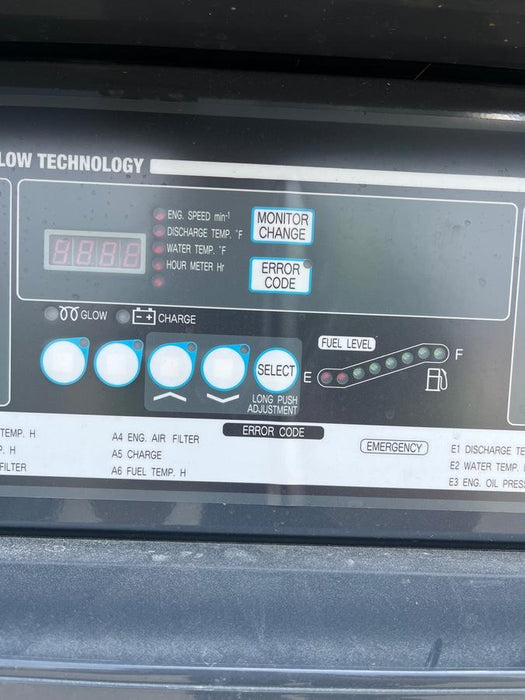 LOW TECHNOLOGY
ENG. SPEED min⁻¹
DISCHARGE TEMP. °F
WATER TEMP. °F
HOUR METER Hr
MONITOR
CHANGE
ERROR
CODE
GLOW
CHARGE
SELECT
LONG PUSH
ADJUSTMENT
FUEL LEVEL
E
F
ERROR CODE
TEMP. H
P. H
FILTER
A4 ENG. AIR FILTER
A5 CHARGE
A6 FUEL TEMP. H
EMERGENCY
E1 DISCHARGE TE
E2 WATER TEMP.
E3 ENG. OIL PRES